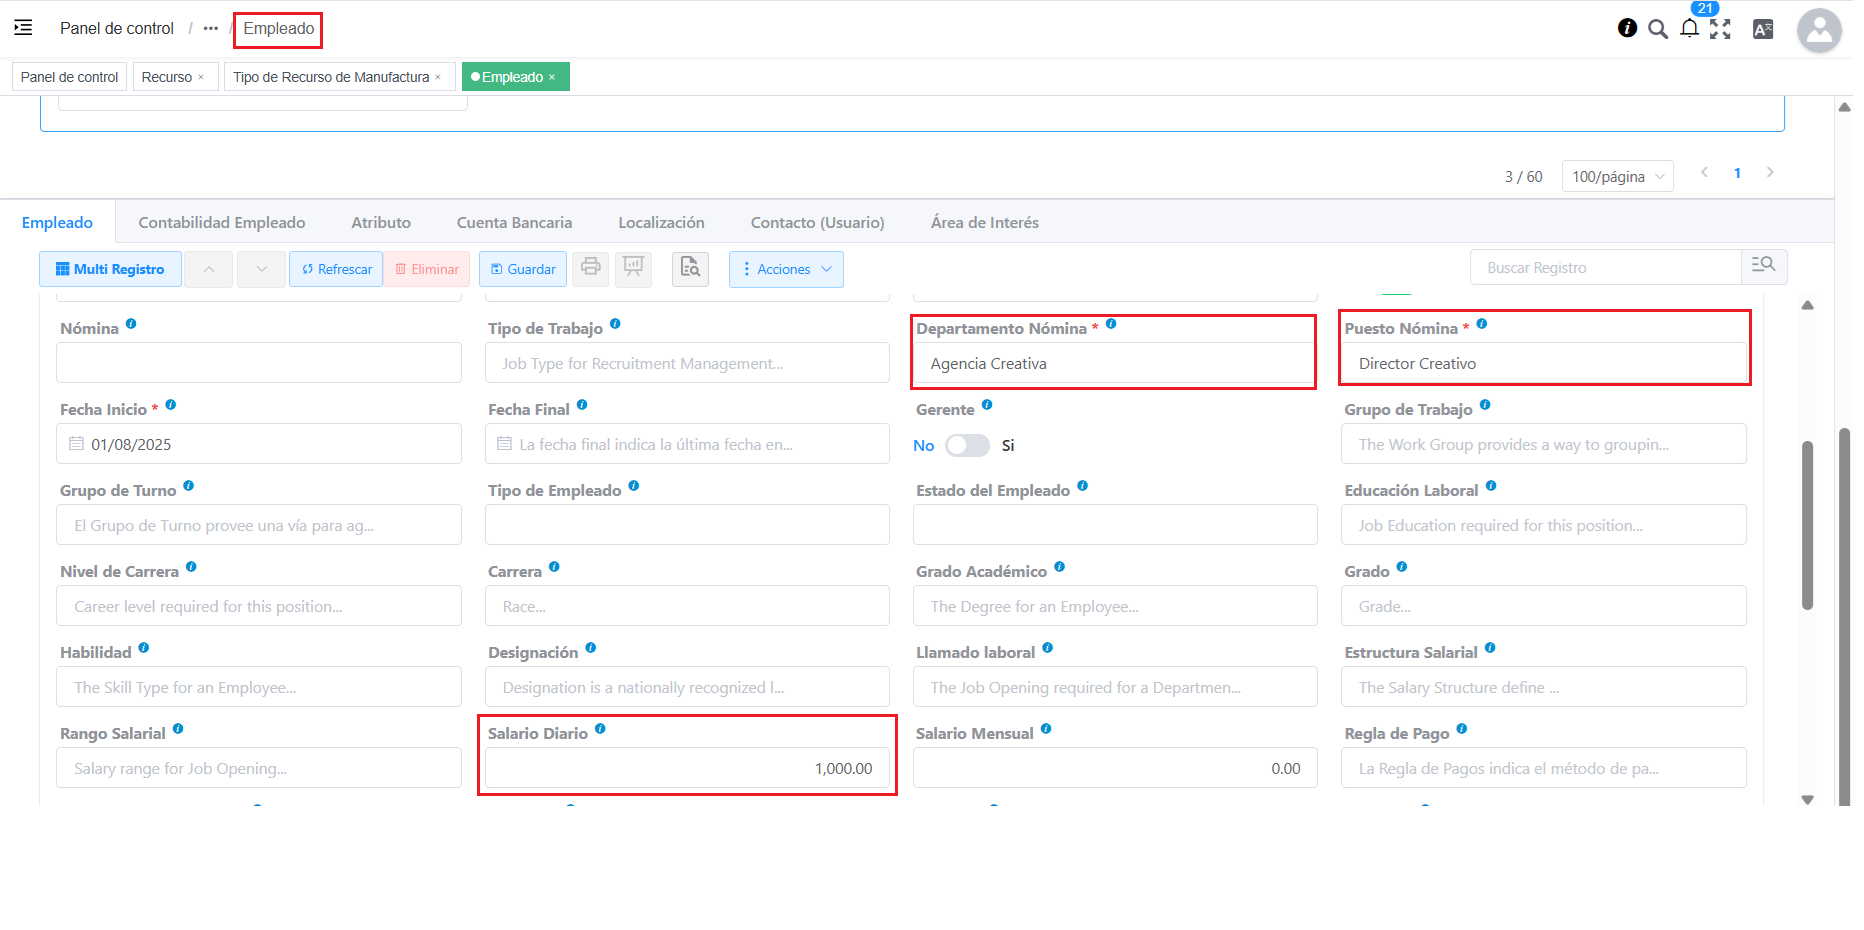 Panel de control / ••• / Empleado
21
Panel de control
Recurso ×
Tipo de Recurso de Manufactura ×
Empleado ×
3 / 60
100/página
1
Empleado
Contabilidad Empleado
Atributo
Cuenta Bancaria
Localización
Contacto (Usuario)
Área de Interés
Multi Registro
Refrescar
Eliminar
Guardar
Acciones
Buscar Registro
Nómina
Tipo de Trabajo
Departamento Nómina *
Puesto Nómina *
Job Type for Recruitment Management...
Agencia Creativa
Director Creativo
Fecha Inicio *
Fecha Final
Gerente
Grupo de Trabajo
01/08/2025
La fecha final indica la última fecha en...
No
Si
The Work Group provides a way to groupin...
Grupo de Turno
Tipo de Empleado
Estado del Empleado
Educación Laboral
El Grupo de Turno provee una vía para ag...
Job Education required for this position...
Nivel de Carrera
Carrera
Grado Académico
Grado
Career level required for this position...
Race...
The Degree for an Employee...
Grade...
Habilidad
Designación
Llamado laboral
Estructura Salarial
The Skill Type for an Employee...
Designation is a nationally recognized l...
The Job Opening required for a Departmen...
The Salary Structure define ...
Rango Salarial
Salario Diario
Salario Mensual
Regla de Pago
Salary range for Job Opening...
1,000.00
0.00
La Regla de Pagos indica el método de pa...